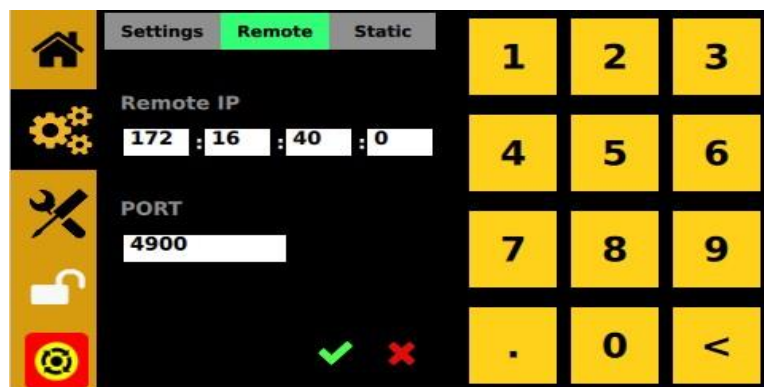 Settings Remote Static
Remote IP
172 : 16 : 40 : 0
PORT
4900
1 2 3
4 5 6
7 8 9
. 0 <